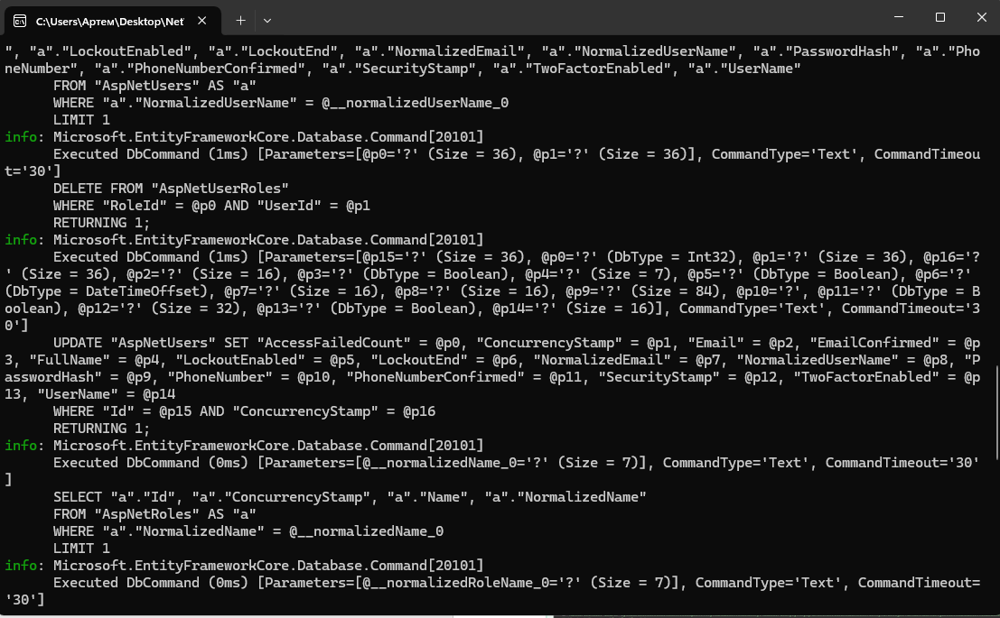 C:\Users\Артем\Desktop\Net
", "a"."LockoutEnabled", "a"."LockoutEnd", "a"."NormalizedEmail", "a"."NormalizedUserName", "a"."PasswordHash", "a"."Pho
neNumber", "a"."PhoneNumberConfirmed", "a"."SecurityStamp", "a"."TwoFactorEnabled", "a"."UserName"
FROM "AspNetUsers" AS "a"
WHERE "a"."NormalizedUserName" = @__normalizedUserName_0
LIMIT 1
info: Microsoft.EntityFrameworkCore.Database.Command[20101]
Executed DbCommand (1ms) [Parameters=[@p0='?' (Size = 36), @p1='?' (Size = 36)], CommandType='Text', CommandTimeou
t='30']
DELETE FROM "AspNetUserRoles"
WHERE "RoleId" = @p0 AND "UserId" = @p1
RETURNING 1;
info: Microsoft.EntityFrameworkCore.Database.Command[20101]
Executed DbCommand (1ms) [Parameters=[@p15='?' (Size = 36), @p0='?' (DbType = Int32), @p1='?' (Size = 36), @p16='?
' (Size = 36), @p2='?' (Size = 16), @p3='?' (DbType = Boolean), @p4='?' (Size = 7), @p5='?' (DbType = Boolean), @p6='?'
(DbType = DateTimeOffset), @p7='?' (Size = 16), @p8='?' (Size = 16), @p9='?' (Size = 84), @p10='?', @p11='?' (DbType = B
oolean), @p12='?' (Size = 32), @p13='?' (DbType = Boolean), @p14='?' (Size = 16)], CommandType='Text', CommandTimeout='3
0']
UPDATE "AspNetUsers" SET "AccessFailedCount" = @p0, "ConcurrencyStamp" = @p1, "Email" = @p2, "EmailConfirmed" = @p
3, "FullName" = @p4, "LockoutEnabled" = @p5, "LockoutEnd" = @p6, "NormalizedEmail" = @p7, "NormalizedUserName" = @p8, "P
asswordHash" = @p9, "PhoneNumber" = @p10, "PhoneNumberConfirmed" = @p11, "SecurityStamp" = @p12, "TwoFactorEnabled" = @p
13, "UserName" = @p14
WHERE "Id" = @p15 AND "ConcurrencyStamp" = @p16
RETURNING 1;
info: Microsoft.EntityFrameworkCore.Database.Command[20101]
Executed DbCommand (0ms) [Parameters=[@__normalizedName_0='?' (Size = 7)], CommandType='Text', CommandTimeout='30'
]
SELECT "a"."Id", "a"."ConcurrencyStamp", "a"."Name", "a"."NormalizedName"
FROM "AspNetRoles" AS "a"
WHERE "a"."NormalizedName" = @__normalizedName_0
LIMIT 1
info: Microsoft.EntityFrameworkCore.Database.Command[20101]
Executed DbCommand (0ms) [Parameters=[@__normalizedRoleName_0='?' (Size = 7)], CommandType='Text', CommandTimeout=
'30']